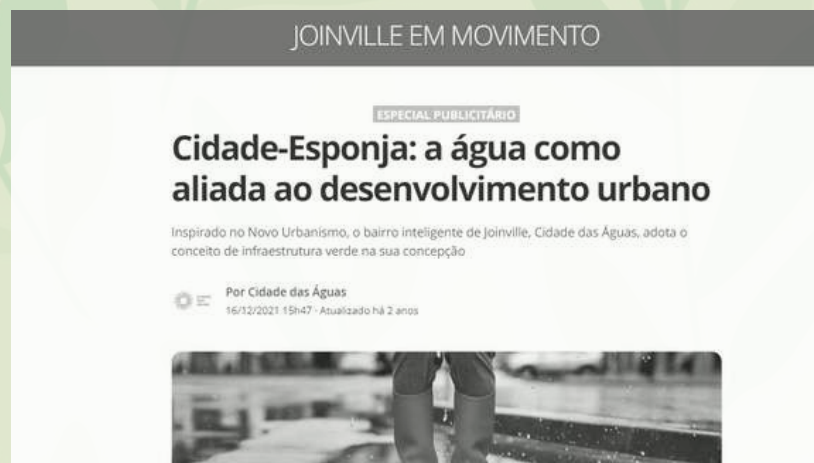 JOINVILLE EM MOVIMENTO
ESPECIAL PUBLICITÁRIO
Cidade-Esponja: a água como
aliada ao desenvolvimento urbano
Inspirado no Novo Urbanismo, o bairro inteligente de Joinville, Cidade das Águas, adota o
conceito de infraestrutura verde na sua concepção
Por Cidade das Águas
16/12/2021 15h47 · Atualizado há 2 anos